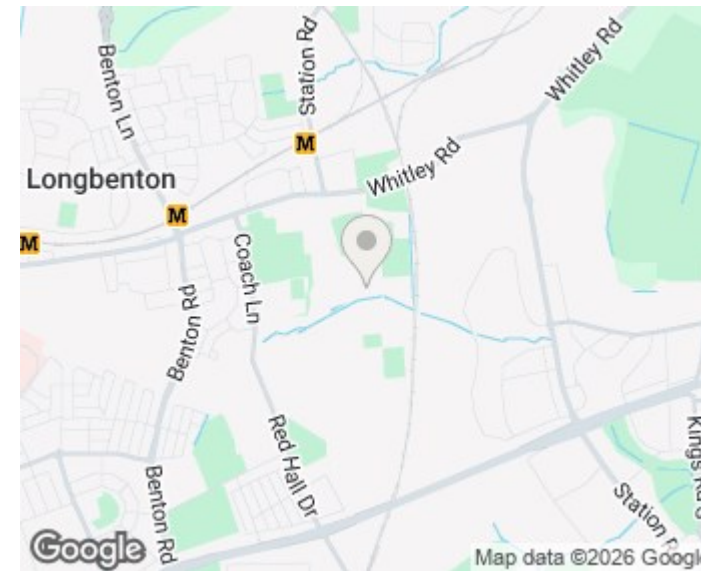 Benton Ln
Station Rd
Whitley Rd
M
Whitley Rd
Longbenton
M
M
Coach Ln
Benton Rd
Red Hall Dr
Benton Rd
Kings Rd S
Station R
Google
Map data ©2026 Google